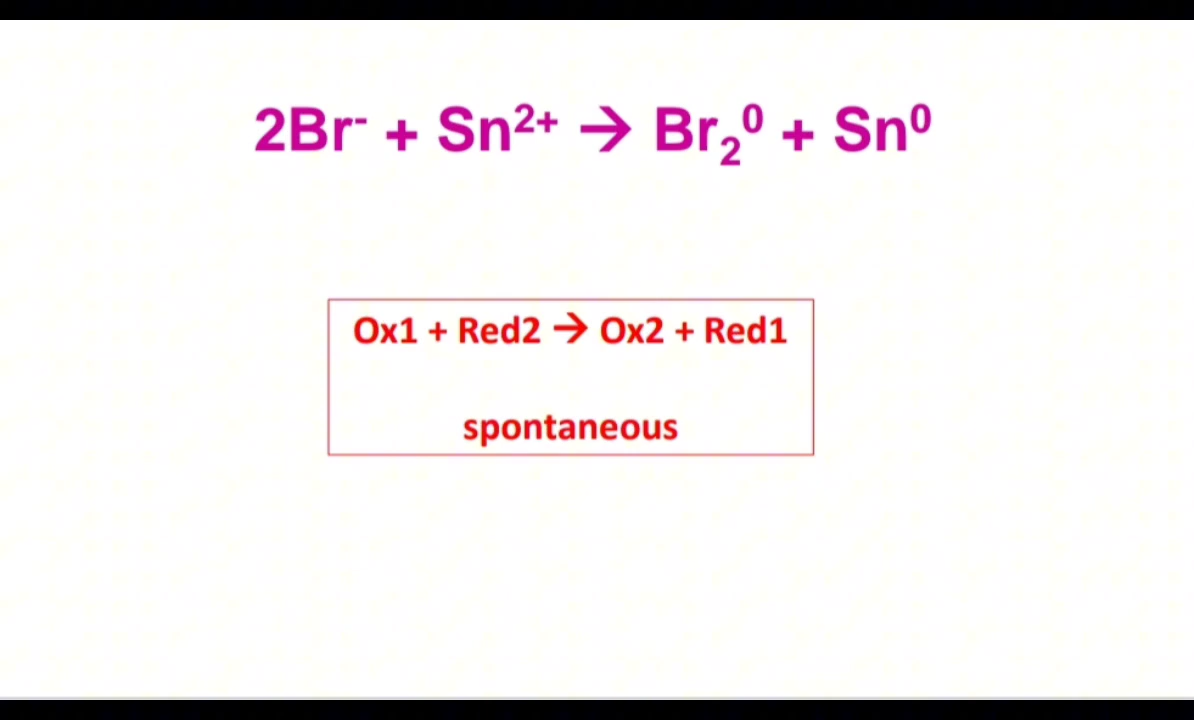 2Br⁻ + Sn²⁺ → Br₂⁰ + Sn⁰
Ox1 + Red2 → Ox2 + Red1
spontaneous